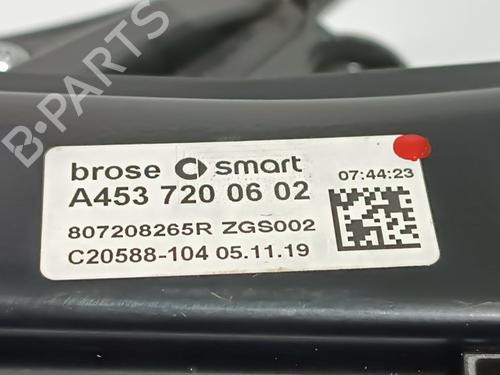 B-PARTS
brose smart 07:44:23
A453 720 06 02
807208265R ZGS002
C20588-104 05.11.19